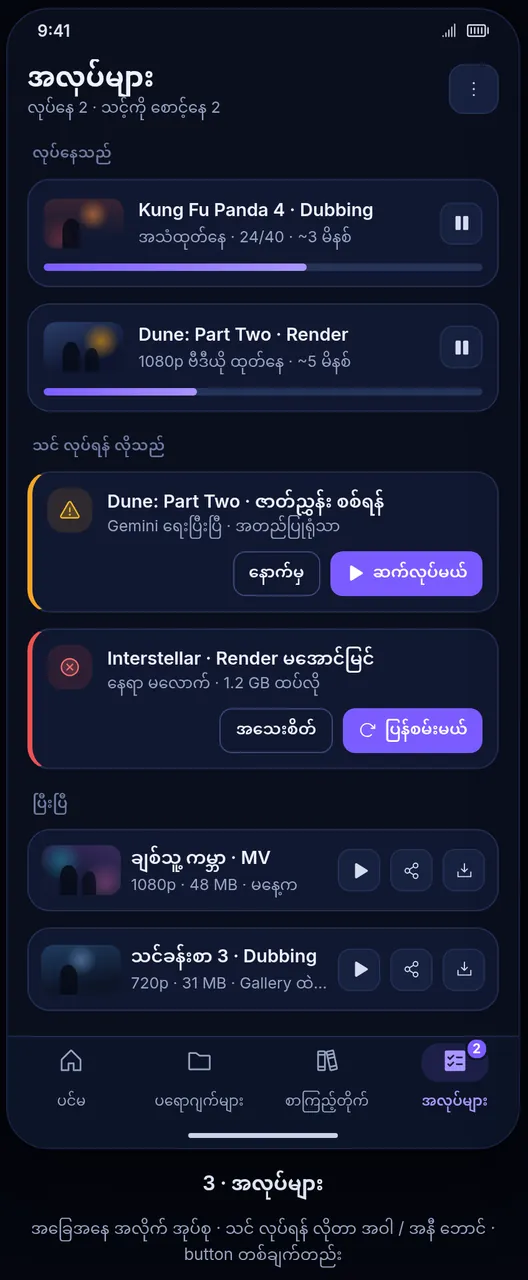 9:41
အလုပ်များ
လုပ်နေ 2 · သင့်ကို စောင့်နေ 2
လုပ်နေသည်
Kung Fu Panda 4 · Dubbing
အသံထုတ်နေ · 24/40 · ~3 မိနစ်
Dune: Part Two · Render
1080p ဗီဒီယို ထုတ်နေ · ~5 မိနစ်
သင် လုပ်ရန် လိုသည်
Dune: Part Two · ဇာတ်ညွှန်း စစ်ရန်
Gemini ရေးပြီးပြီ · အတည်ပြုရုံသာ
နောက်မှ
ဆက်လုပ်မယ်
Interstellar · Render မအောင်မြင်
နေရာ မလောက် · 1.2 GB ထပ်လို
အသေးစိတ်
ပြန်စမ်းမယ်
ပြီးပြီ
ချစ်သူ့ ကမ္ဘာ · MV
1080p · 48 MB · မနေ့က
သင်ခန်းစာ 3 · Dubbing
720p · 31 MB · Gallery ထဲ...
2
ပင်မ
ပရောဂျက်များ
စာကြည့်တိုက်
အလုပ်များ
3 · အလုပ်များ
အခြေအနေ အလိုက် အုပ်စု · သင် လုပ်ရန် လိုတာ အဝါ / အနီ ဘောင် ·
button တစ်ချက်တည်း